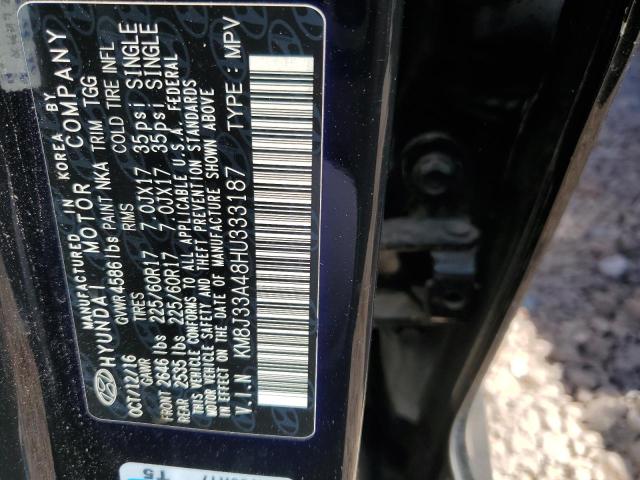 MANUFACTURED IN KOREA BY
HYUNDAI MOTOR COMPANY
OCT/12/16 GVWR 4586 lbs PAINT NKA TRIM TGG
GAWR TIRES RIMS COLD TIRE INFL
FRONT 2646 lbs 225/60R17 7.0JX17 35psi SINGLE
REAR 2535 lbs 225/60R17 7.0JX17 35psi SINGLE
THIS VEHICLE CONFORMS TO ALL APPLICABLE U.S.A. FEDERAL
MOTOR VEHICLE SAFETY AND THEFT PREVENTION STANDARDS
IN EFFECT ON THE DATE OF MANUFACTURE SHOWN ABOVE
V.I.N KM8J33A48HU333187 TYPE : MPV
T5